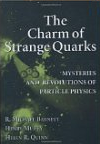 The
Charm of
Strange Quarks
MYSTERIES
AND REVOLUTIONS OF
PARTICLE PHYSICS
R. Michael Barnett
Henry Mühry
Helen R. Quinn